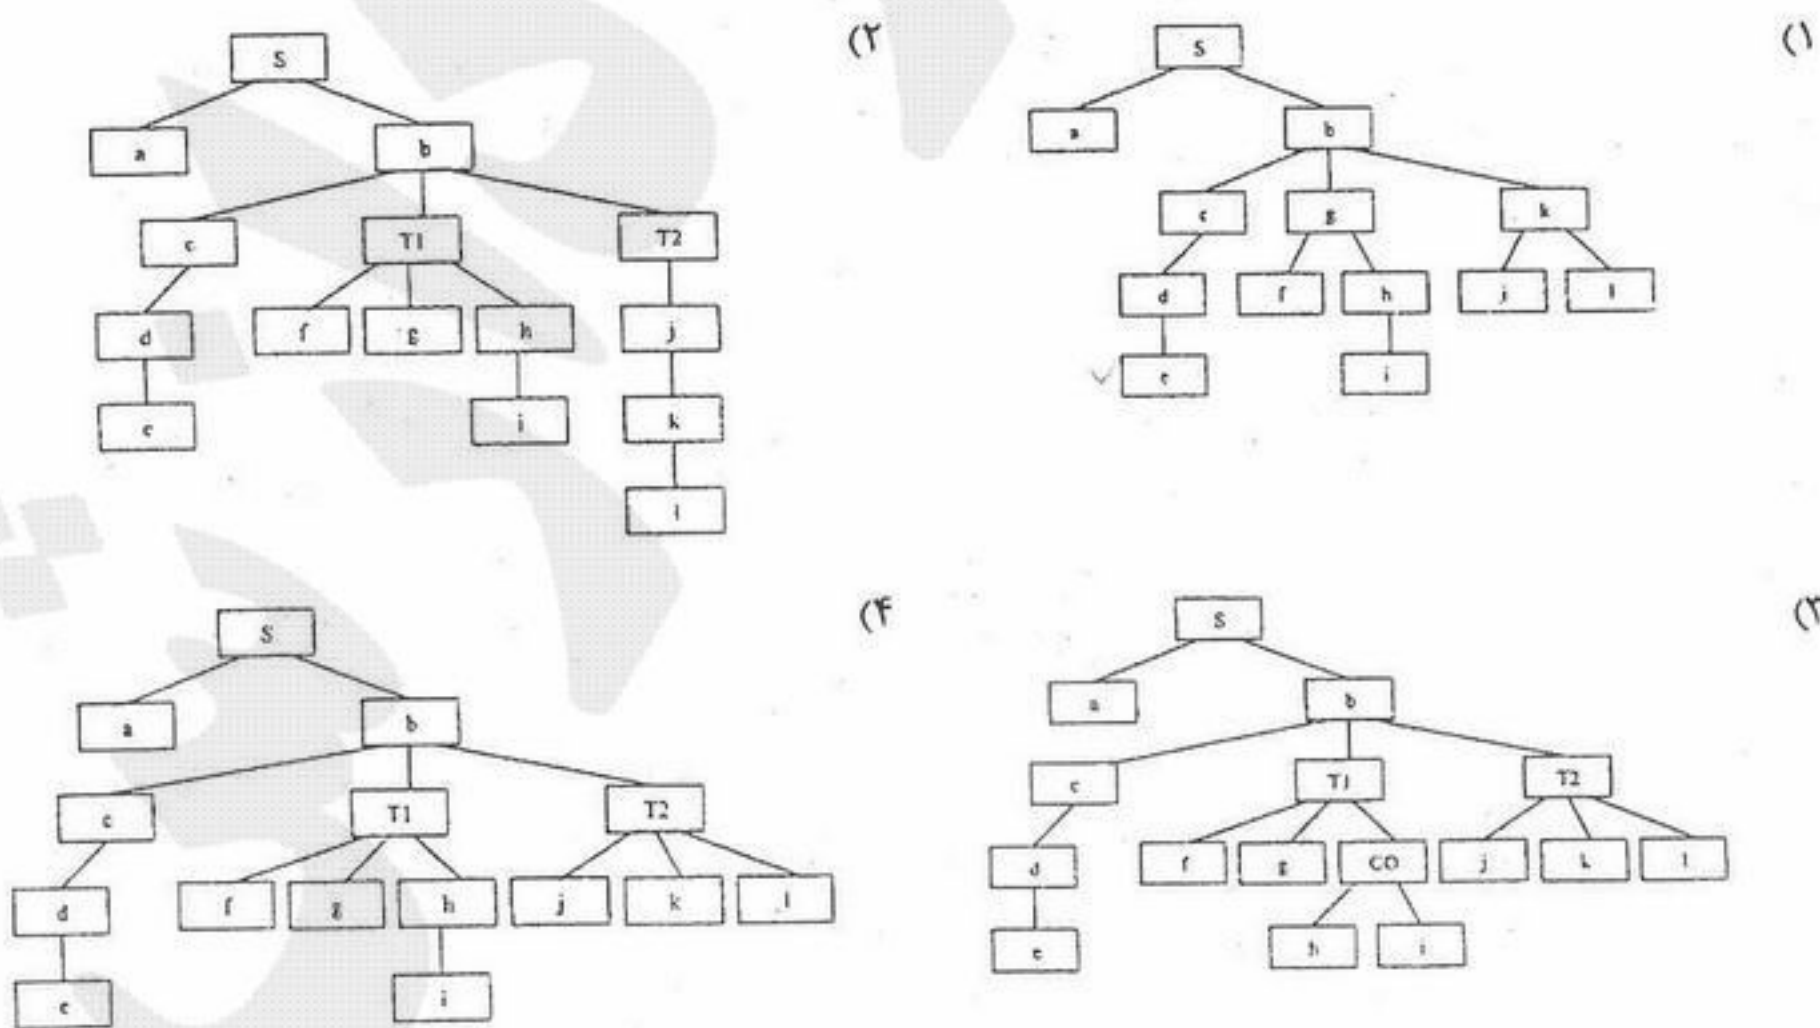 ۱)
S
a b
c g k
d f h j l
e i
۲)
S
a b
c T1 T2
d f g h j
e i k
l
۳)
S
a b
c T1 T2
d f g CO j k l
e h i
۴)
S
a b
c T1 T2
d f g h j k l
e i